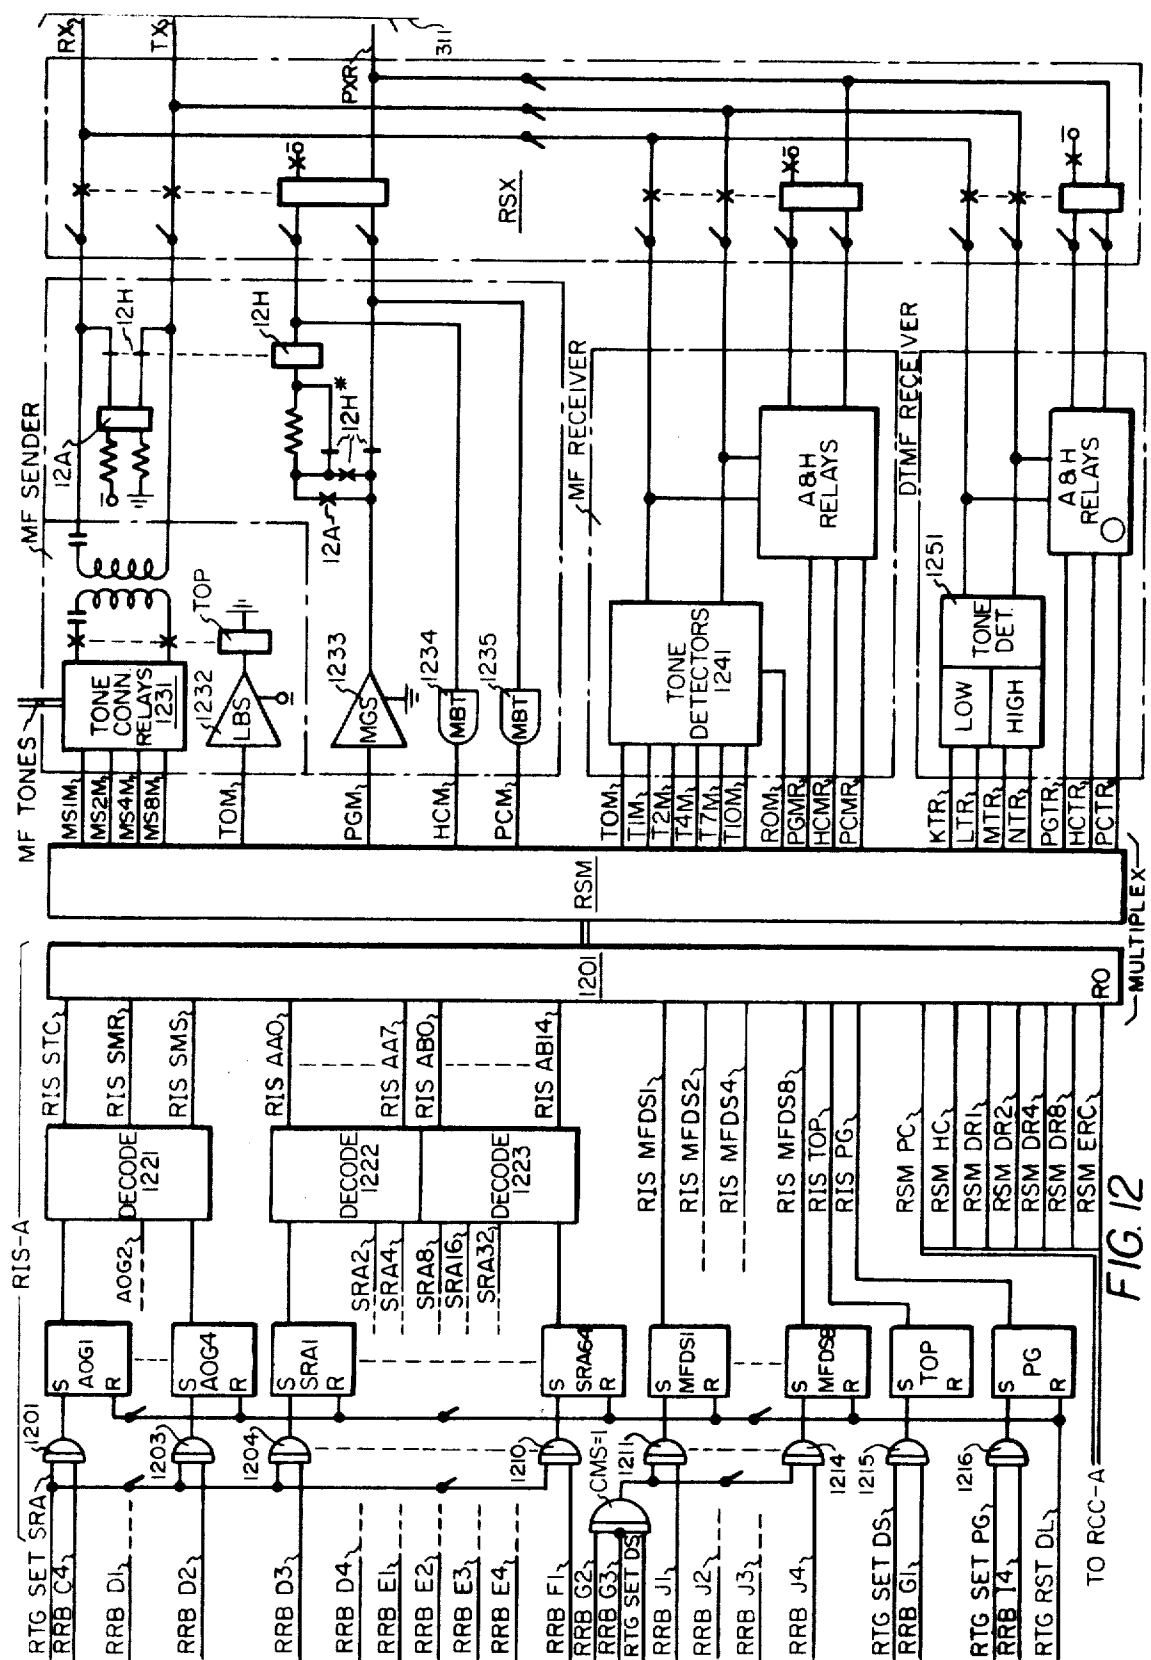 FIG. 12
RIS-A
RTG SET SRA
RRB C4
RRB D1
RRB D2
RRB D3
RRB D4
RRB E1
RRB E2
RRB E3
RRB E4
RRB F1
RRB G2
RRB G3
RTG SET DS
RRB J1
RRB J2
RRB J3
RRB J4
RTG SET DS
RRB G1
RTG SET PG
RRB I4
RTG RST DL
TO RCC-A
1201
1203
1204
1210
CMS=1
1211
1214
1215
1216
S
AOG1
R
S
AOG4
R
S
SRA1
R
S
SRA64
R
S
MFDS1
R
S
MFDS8
R
S
TOP
R
S
PG
R
AOG2
SRA2
SRA4
SRA8
SRA16
SRA32
DECODE
1221
DECODE
1222
DECODE
1223
RIS STC
RIS SMR
RIS SMS
RIS AA0
RIS AA7
RIS AB0
RIS AB14
RIS MFDS1
RIS MFDS2
RIS MFDS4
RIS MFDS8
RIS TOP
RIS PG
RSM PC
RSM HC
RSM DR1
RSM DR2
RSM DR4
RSM DR8
RSM ERC
1201
RO
RSM
MULTIPLEX
MF TONES
MS1M
MS2M
MS4M
MS8M
TOM
PGM
HCM
PCM
TOM
T1M
T2M
T4M
T7M
T10M
ROM
PGMR
HCMR
PCMR
KTR
LTR
MTR
NTR
PGTR
HCTR
PCTR
TONE
CONN.
RELAYS
1231
LBS
1232
TOP
MGS
1233
MBT
1234
MBT
1235
MF SENDER
12A
12H
12H
12A
12H*
MF RECEIVER
TONE
DETECTORS
1241
A&H
RELAYS
DTMF RECEIVER
LOW
HIGH
TONE
DET.
1251
A&H
RELAYS
RSX
RX
TX
PXR
311